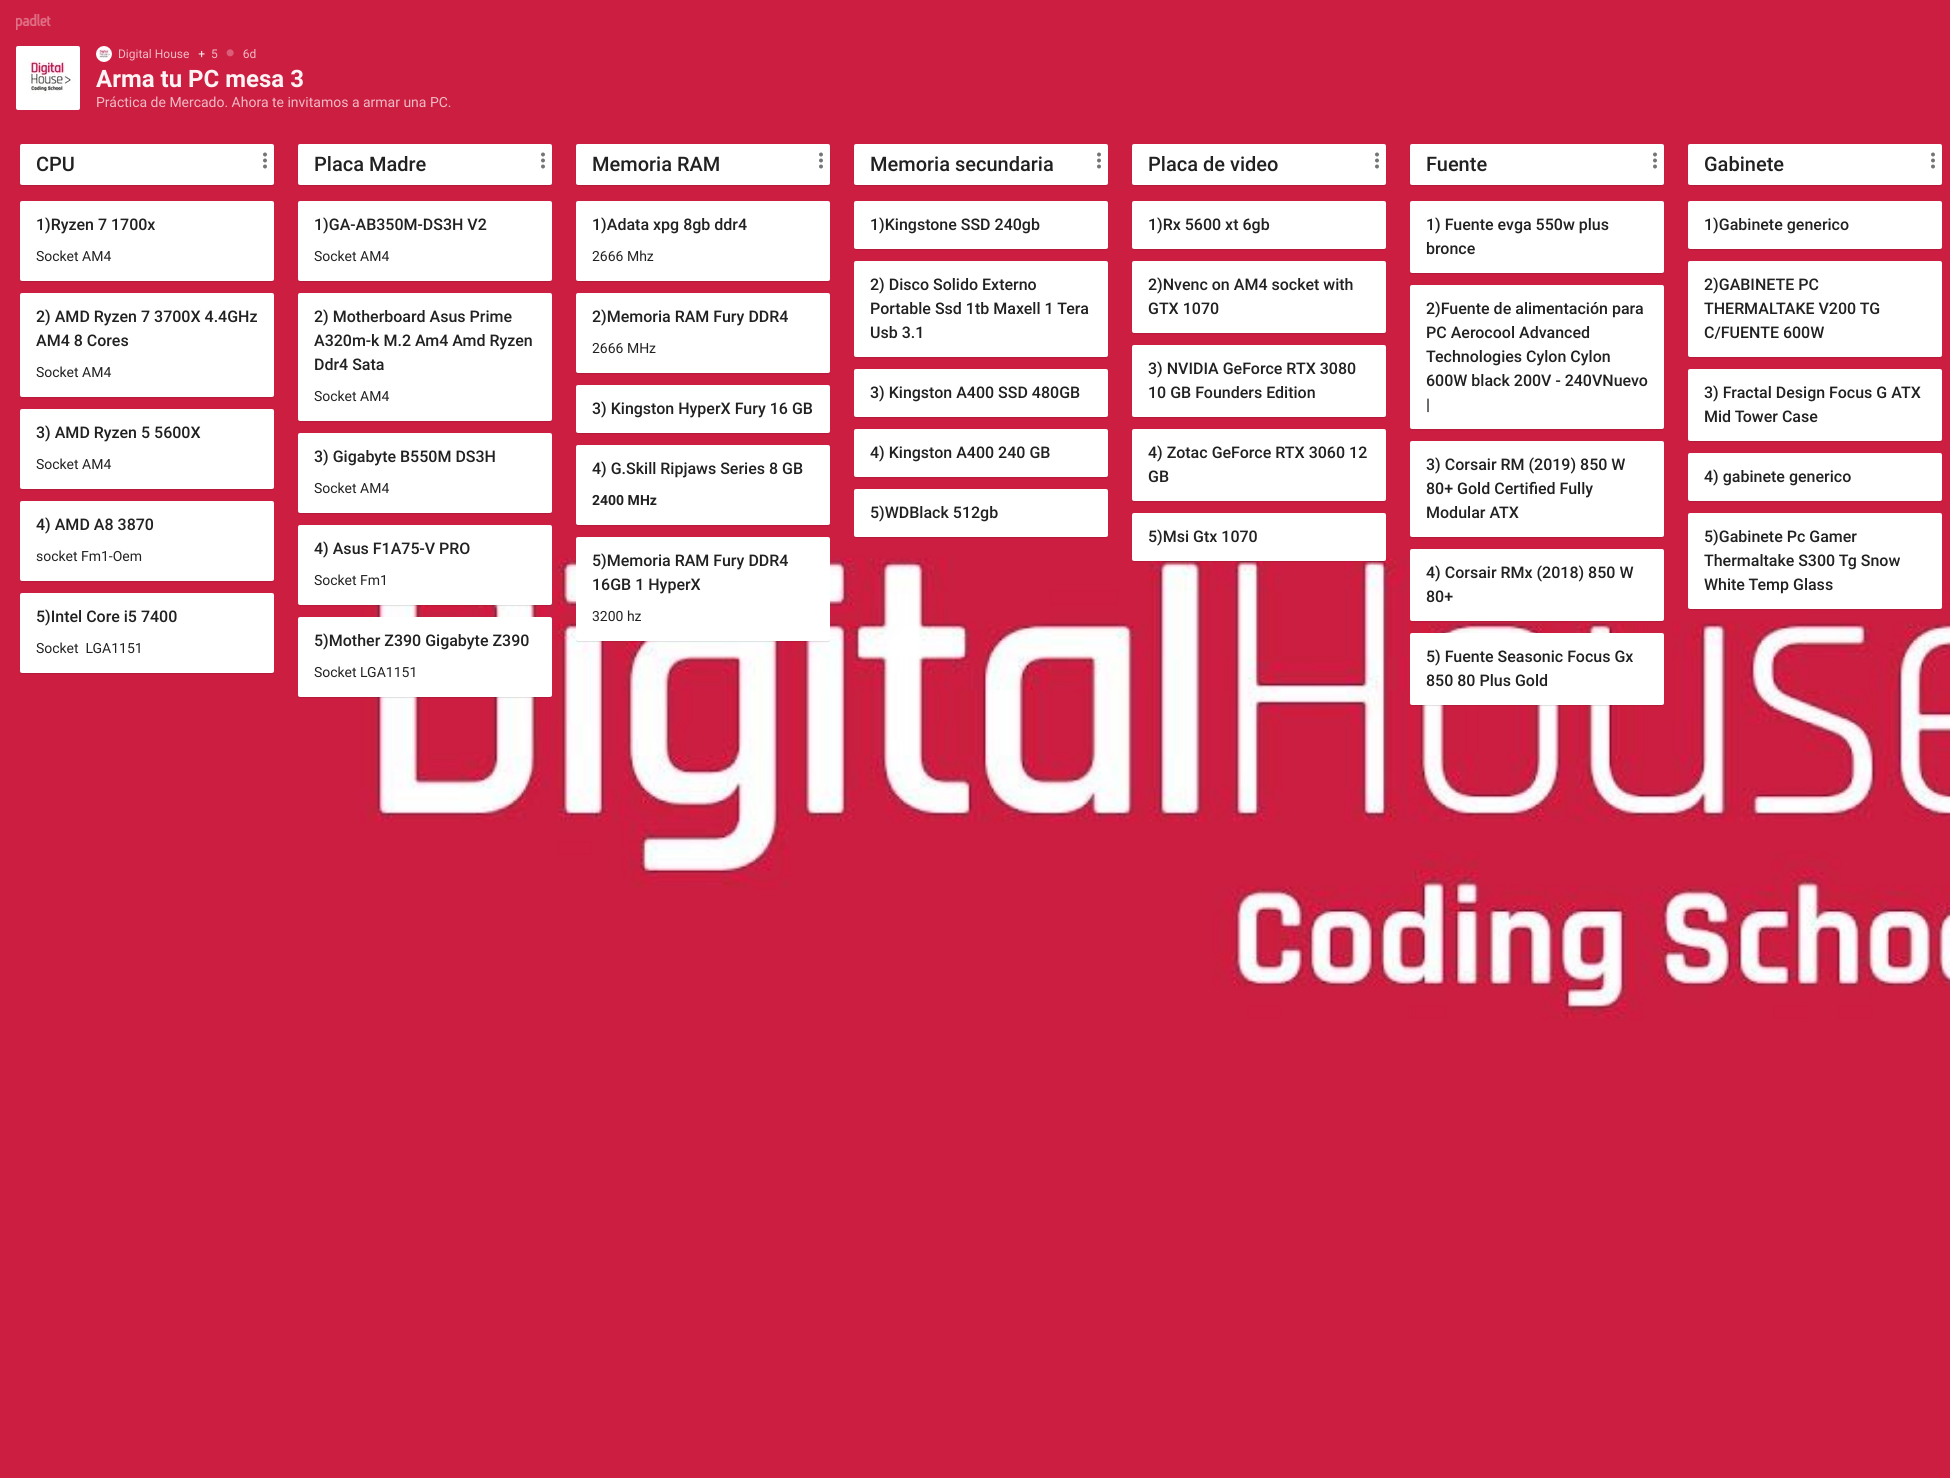 padlet
Digital
House>
Coding School
Digital House + 5 6d
Arma tu PC mesa 3
Práctica de Mercado. Ahora te invitamos a armar una PC.
CPU
1)Ryzen 7 1700x
Socket AM4
2) AMD Ryzen 7 3700X 4.4GHz
AM4 8 Cores
Socket AM4
3) AMD Ryzen 5 5600X
Socket AM4
4) AMD A8 3870
socket Fm1-Oem
5)Intel Core i5 7400
Socket  LGA1151
Placa Madre
1)GA-AB350M-DS3H V2
Socket AM4
2) Motherboard Asus Prime
A320m-k M.2 Am4 Amd Ryzen
Ddr4 Sata
Socket AM4
3) Gigabyte B550M DS3H
Socket AM4
4) Asus F1A75-V PRO
Socket Fm1
5)Mother Z390 Gigabyte Z390
Socket LGA1151
Memoria RAM
1)Adata xpg 8gb ddr4
2666 Mhz
2)Memoria RAM Fury DDR4
2666 MHz
3) Kingston HyperX Fury 16 GB
4) G.Skill Ripjaws Series 8 GB
2400 MHz
5)Memoria RAM Fury DDR4
16GB 1 HyperX
3200 hz
Memoria secundaria
1)Kingstone SSD 240gb
2) Disco Solido Externo
Portable Ssd 1tb Maxell 1 Tera
Usb 3.1
3) Kingston A400 SSD 480GB
4) Kingston A400 240 GB
5)WDBlack 512gb
Placa de video
1)Rx 5600 xt 6gb
2)Nvenc on AM4 socket with
GTX 1070
3) NVIDIA GeForce RTX 3080
10 GB Founders Edition
4) Zotac GeForce RTX 3060 12
GB
5)Msi Gtx 1070
Fuente
1) Fuente evga 550w plus
bronce
2)Fuente de alimentación para
PC Aerocool Advanced
Technologies Cylon Cylon
600W black 200V - 240VNuevo
|
3) Corsair RM (2019) 850 W
80+ Gold Certified Fully
Modular ATX
4) Corsair RMx (2018) 850 W
80+
5) Fuente Seasonic Focus Gx
850 80 Plus Gold
Gabinete
1)Gabinete generico
2)GABINETE PC
THERMALTAKE V200 TG
C/FUENTE 600W
3) Fractal Design Focus G ATX
Mid Tower Case
4) gabinete generico
5)Gabinete Pc Gamer
Thermaltake S300 Tg Snow
White Temp Glass
DigitalHouse
Coding Schoo